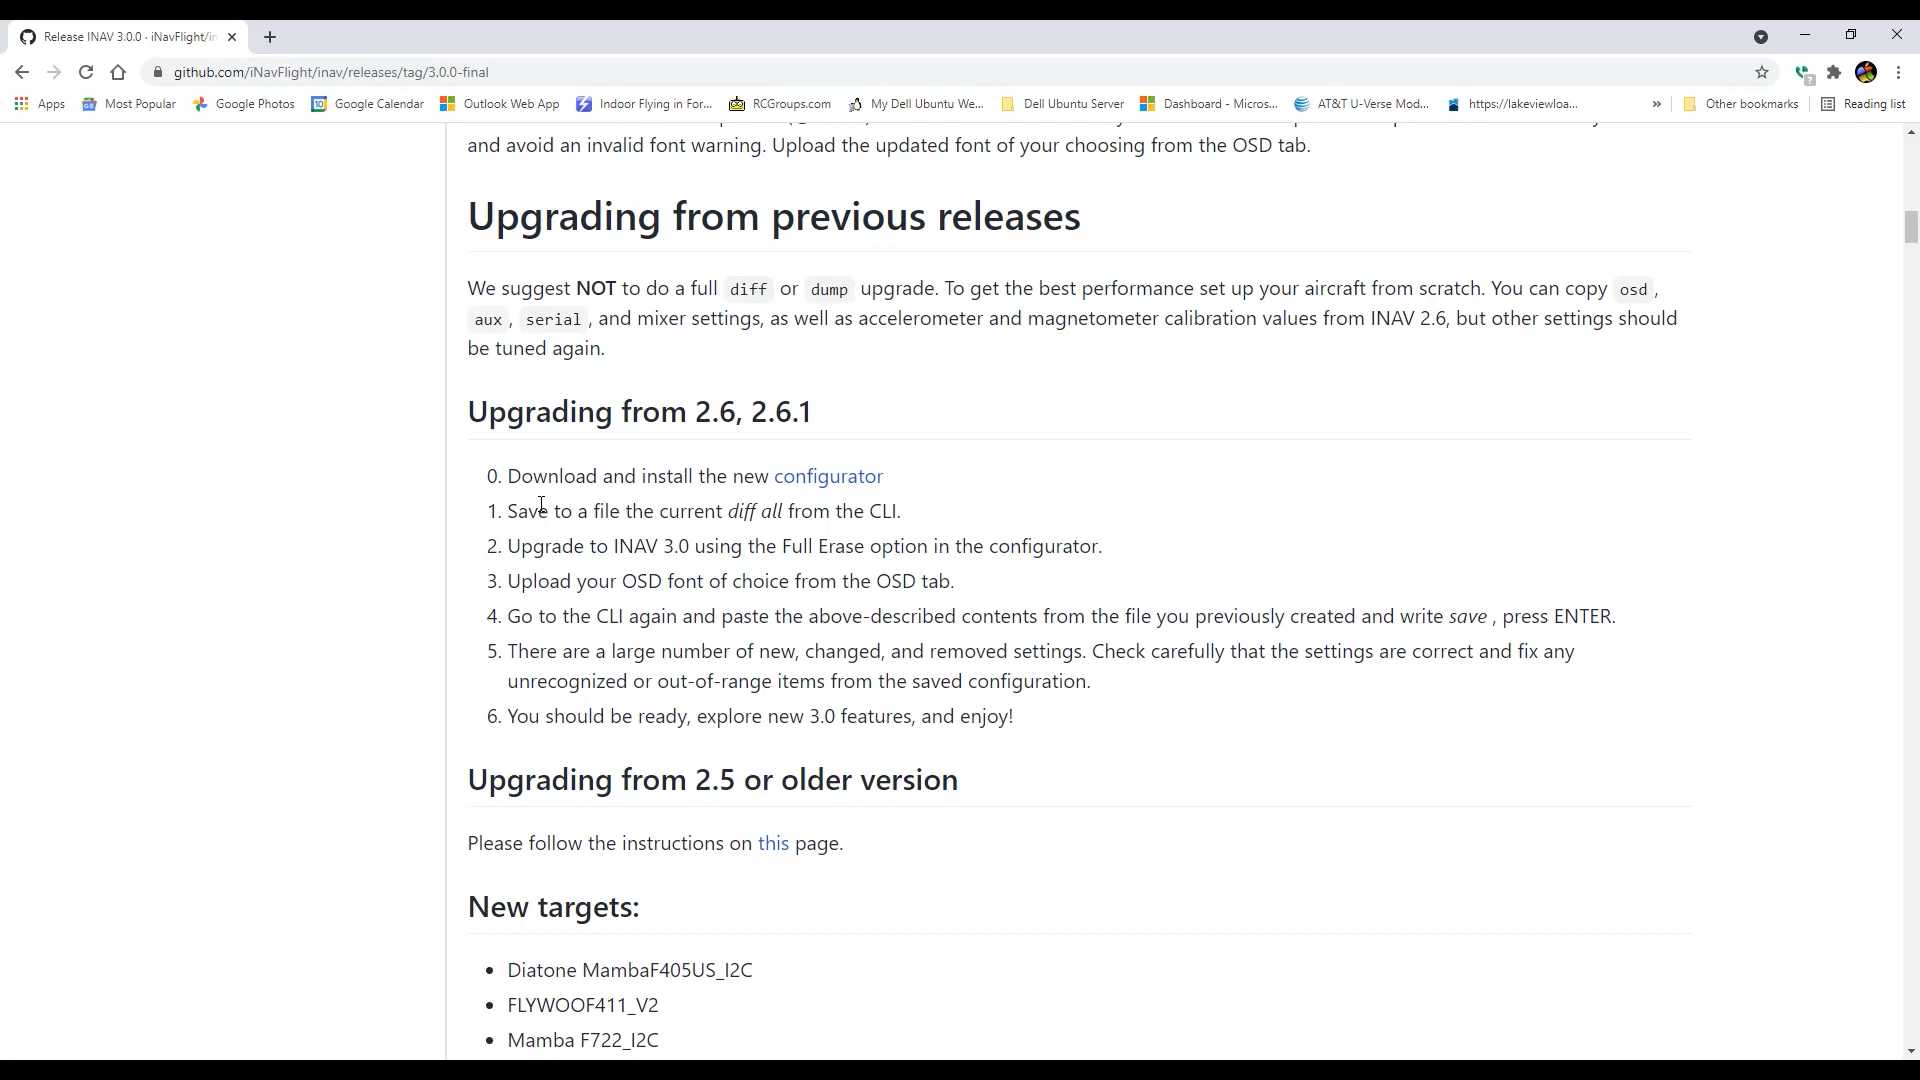 Release INAV 3.0.0 · iNavFlight/in
github.com/iNavFlight/inav/releases/tag/3.0.0-final
Apps Most Popular Google Photos 10 Google Calendar Outlook Web App Indoor Flying in For... RCGroups.com My Dell Ubuntu We... Dell Ubuntu Server Dashboard - Micros... AT&T U-Verse Mod... https://lakeviewloa... » Other bookmarks Reading list
and avoid an invalid font warning. Upload the updated font of your choosing from the OSD tab.
Upgrading from previous releases
We suggest NOT to do a full diff or dump upgrade. To get the best performance set up your aircraft from scratch. You can copy osd ,
aux , serial , and mixer settings, as well as accelerometer and magnetometer calibration values from INAV 2.6, but other settings should
be tuned again.
Upgrading from 2.6, 2.6.1
0. Download and install the new configurator
1. Save to a file the current diff all from the CLI.
2. Upgrade to INAV 3.0 using the Full Erase option in the configurator.
3. Upload your OSD font of choice from the OSD tab.
4. Go to the CLI again and paste the above-described contents from the file you previously created and write save , press ENTER.
5. There are a large number of new, changed, and removed settings. Check carefully that the settings are correct and fix any
unrecognized or out-of-range items from the saved configuration.
6. You should be ready, explore new 3.0 features, and enjoy!
Upgrading from 2.5 or older version
Please follow the instructions on this page.
New targets:
• Diatone MambaF405US_I2C
• FLYWOOF411_V2
• Mamba F722_I2C